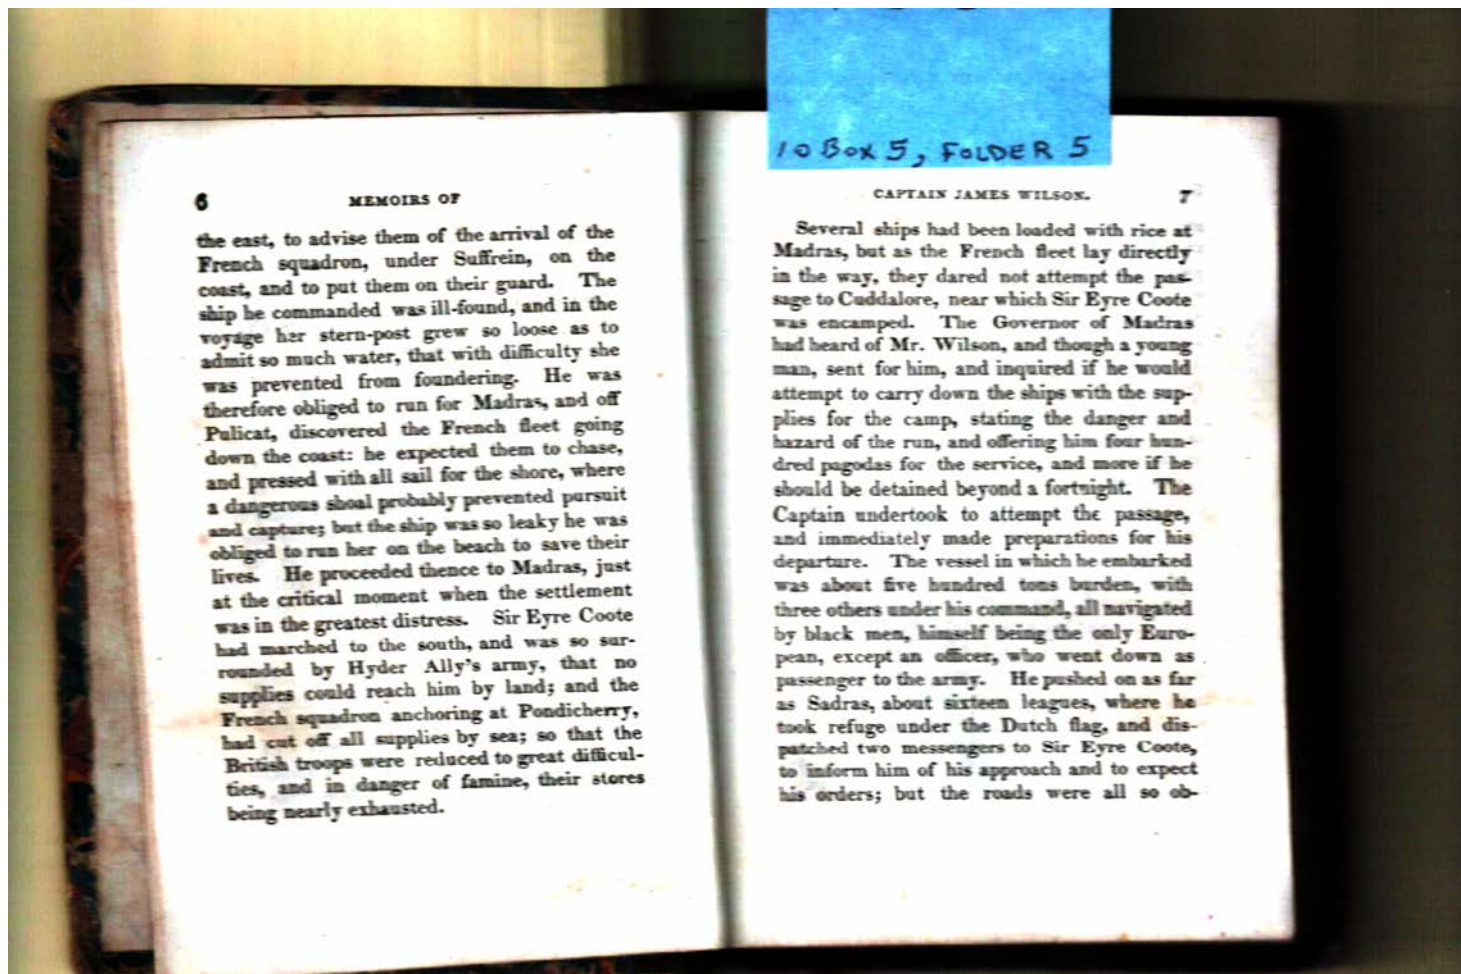 10 Box 5, FOLDER 5
6 MEMOIRS OF
the east, to advise them of the arrival of the
French squadron, under Suffrein, on the
coast, and to put them on their guard. The
ship he commanded was ill-found, and in the
voyage her stern-post grew so loose as to
admit so much water, that with difficulty she
was prevented from foundering. He was
therefore obliged to run for Madras, and off
Pulicat, discovered the French fleet going
down the coast: he expected them to chase,
and pressed with all sail for the shore, where
a dangerous shoal probably prevented pursuit
and capture; but the ship was so leaky he was
obliged to run her on the beach to save their
lives. He proceeded thence to Madras, just
at the critical moment when the settlement
was in the greatest distress. Sir Eyre Coote
had marched to the south, and was so sur-
rounded by Hyder Ally's army, that no
supplies could reach him by land; and the
French squadron anchoring at Pondicherry,
had cut off all supplies by sea; so that the
British troops were reduced to great difficul-
ties, and in danger of famine, their stores
being nearly exhausted.
CAPTAIN JAMES WILSON. 7
Several ships had been loaded with rice at
Madras, but as the French fleet lay directly
in the way, they dared not attempt the pas-
sage to Cuddalore, near which Sir Eyre Coote
was encamped. The Governor of Madras
had heard of Mr. Wilson, and though a young
man, sent for him, and inquired if he would
attempt to carry down the ships with the sup-
plies for the camp, stating the danger and
hazard of the run, and offering him four hun-
dred pagodas for the service, and more if he
should be detained beyond a fortnight. The
Captain undertook to attempt the passage,
and immediately made preparations for his
departure. The vessel in which he embarked
was about five hundred tons burden, with
three others under his command, all navigated
by black men, himself being the only Euro-
pean, except an officer, who went down as
passenger to the army. He pushed on as far
as Sadras, about sixteen leagues, where he
took refuge under the Dutch flag, and dis-
patched two messengers to Sir Eyre Coote,
to inform him of his approach and to expect
his orders; but the roads were all so ob-